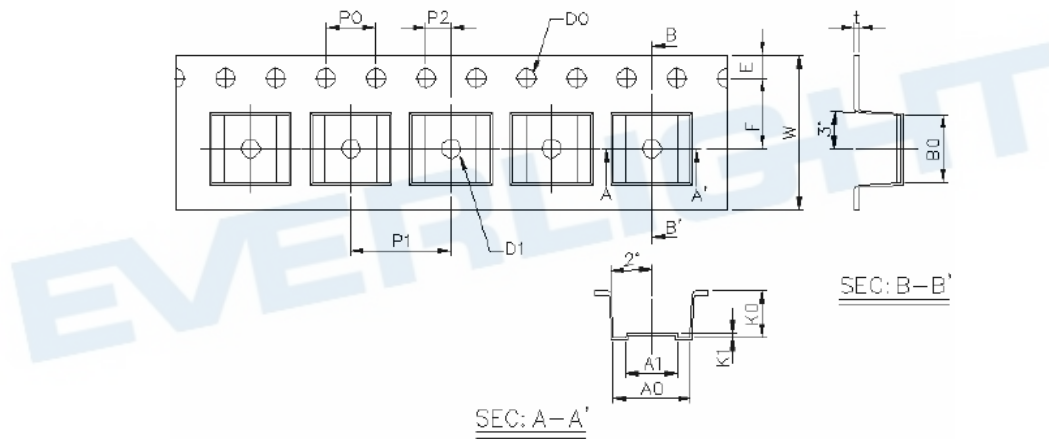 P0
P2
D0
B
t
E
F
W
3°
B0
A
A'
B'
P1
D1
2°
SEC: B-B'
K0
K1
A1
A0
SEC: A-A'
EVERLIGHT